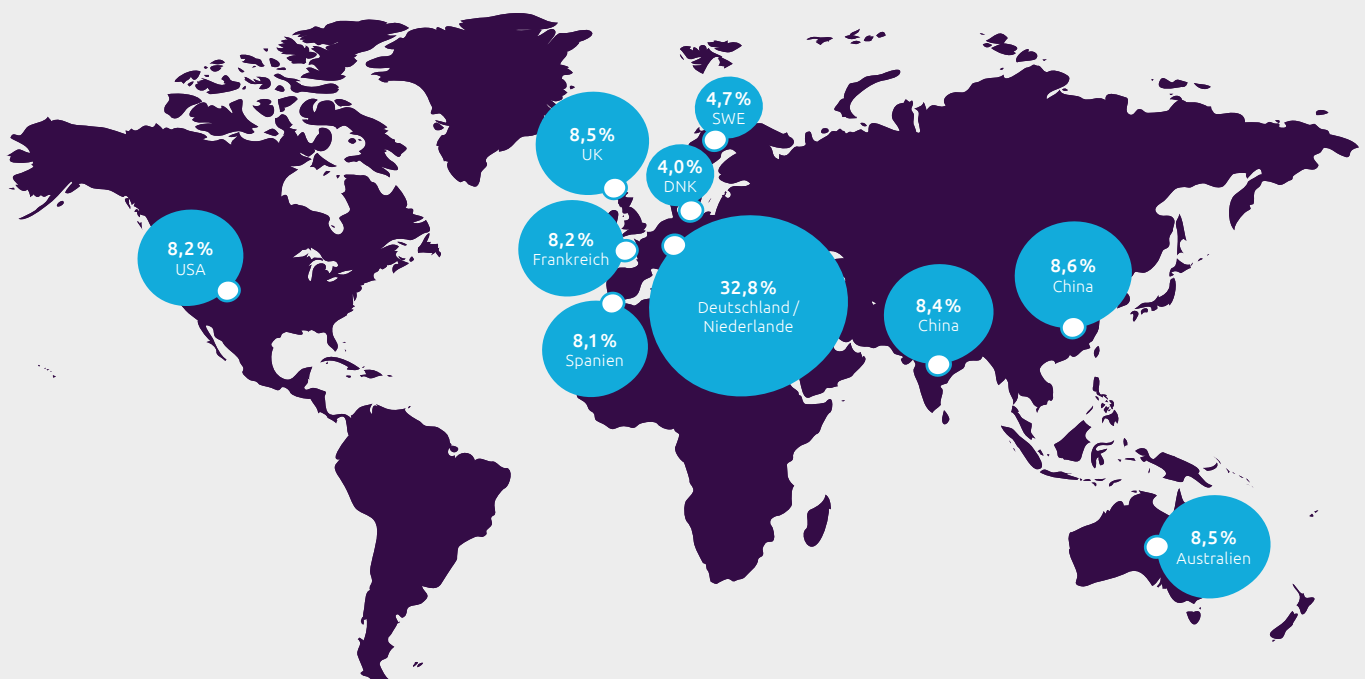 4,7 %
SWE
8,5 %
UK
4,0 %
DNK
8,2 %
USA
8,2 %
Frankreich
32,8 %
Deutschland /
Niederlande
8,1 %
Spanien
8,4 %
China
8,6 %
China
8,5 %
Australien